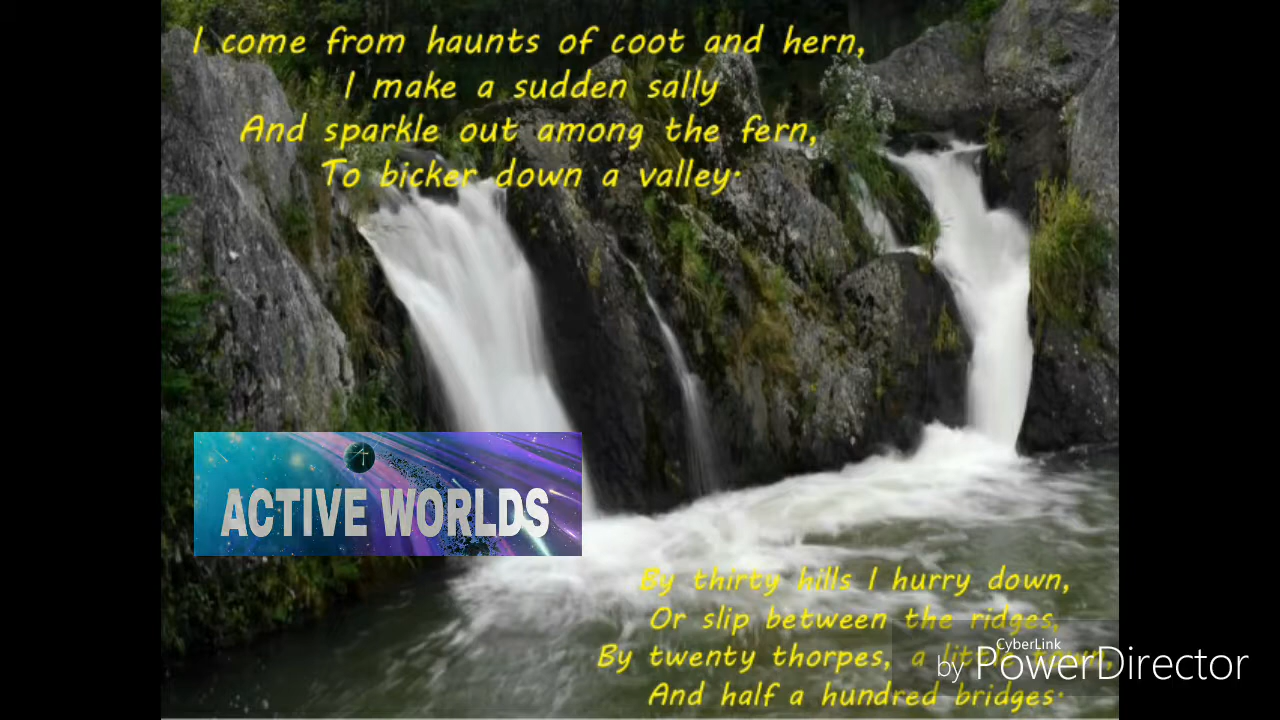 I come from haunts of coot and hern,
I make a sudden sally
And sparkle out among the fern,
To bicker down a valley.
ACTIVE WORLDS
By thirty hills I hurry down,
Or slip between the ridges,
By twenty thorpes, a little
And half a hundred bridges.
CyberLink
by PowerDirector